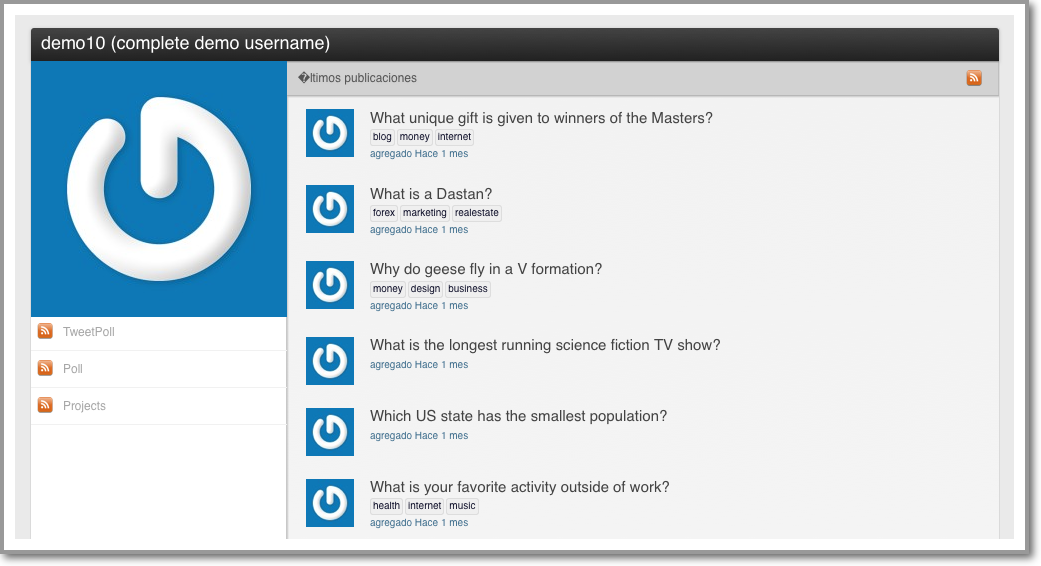 demo10 (complete demo username)
�ltimos publicaciones
What unique gift is given to winners of the Masters?
blog money internet
agregado Hace 1 mes
What is a Dastan?
forex marketing realestate
agregado Hace 1 mes
Why do geese fly in a V formation?
money design business
agregado Hace 1 mes
What is the longest running science fiction TV show?
agregado Hace 1 mes
Which US state has the smallest population?
agregado Hace 1 mes
What is your favorite activity outside of work?
health internet music
agregado Hace 1 mes
TweetPoll
Poll
Projects